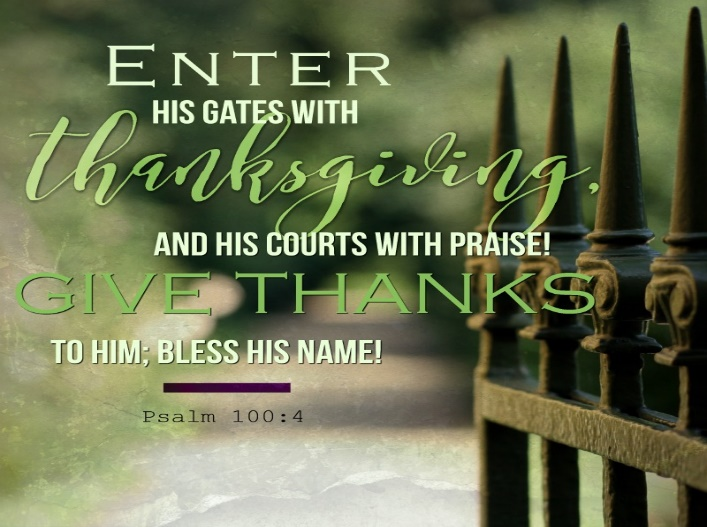 ENTER
HIS GATES WITH
thanksgiving,
AND HIS COURTS WITH PRAISE!
GIVE THANKS
TO HIM; BLESS HIS NAME!
Psalm 100:4